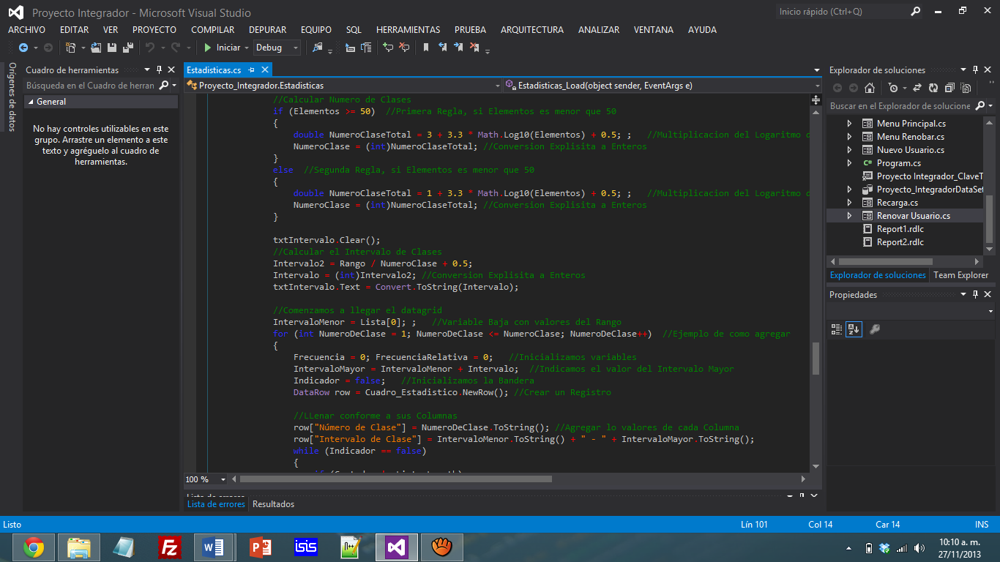 Proyecto Integrador - Microsoft Visual Studio
Inicio rápido (Ctrl+Q)
ARCHIVO EDITAR VER PROYECTO COMPILAR DEPURAR EQUIPO SQL HERRAMIENTAS PRUEBA ARQUITECTURA ANALIZAR VENTANA AYUDA
Iniciar Debug
Orígenes de datos
Cuadro de herramientas
Búsqueda en el Cuadro de herran
General
No hay controles utilizables en este
grupo. Arrastre un elemento a este
texto y agréguelo al cuadro de
herramientas.
Estadisticas.cs
Proyecto_Integrador.Estadisticas
Estadisticas_Load(object sender, EventArgs e)
//Calcular Numero de Clases
if (Elementos >= 50) //Primera Regla, si Elementos es menor que 50
{
double NumeroClaseTotal = 3 + 3.3 * Math.Log10(Elementos) + 0.5; ; //Multiplicacion del Logaritmo d
NumeroClase = (int)NumeroClaseTotal; //Conversion Explisita a Enteros
}
else //Segunda Regla, si Elementos es menor que 50
{
double NumeroClaseTotal = 1 + 3.3 * Math.Log10(Elementos) + 0.5; ; //Multiplicacion del Logaritmo d
NumeroClase = (int)NumeroClaseTotal; //Conversion Explisita a Enteros
}
txtIntervalo.Clear();
//Calcular el Intervalo de Clases
Intervalo2 = Rango / NumeroClase + 0.5;
Intervalo = (int)Intervalo2; //Conversion Explisita a Enteros
txtIntervalo.Text = Convert.ToString(Intervalo);
//Comenzamos a llegar el datagrid
IntervaloMenor = Lista[0]; ; //Variable Baja con valores del Rango
for (int NumeroDeClase = 1; NumeroDeClase <= NumeroClase; NumeroDeClase++) //Ejemplo de como agregar
{
Frecuencia = 0; FrecuenciaRelativa = 0; //Inicializamos variables
IntervaloMayor = IntervaloMenor + Intervalo; //Indicamos el valor del Intervalo Mayor
Indicador = false; //Inicializamos la Bandera
DataRow row = Cuadro_Estadistico.NewRow(); //Crear un Registro
//LLenar conforme a sus Columnas
row["Número de Clase"] = NumeroDeClase.ToString(); //Agregar lo valores de cada Columna
row["Intervalo de Clase"] = IntervaloMenor.ToString() + " - " + IntervaloMayor.ToString();
while (Indicador == false)
{
100 %
Lista de errores
Lista de errores Resultados
Explorador de soluciones
Buscar en el Explorador de solucione
Menu Principal.cs
Menu Renobar.cs
Nuevo Usuario.cs
C# Program.cs
Proyecto Integrador_ClaveT
Proyecto_IntegradorDataSet
Recarga.cs
Renovar Usuario.cs
Report1.rdlc
Report2.rdlc
Explorador de soluciones Team Explorer
Propiedades
Listo Lín 101 Col 14 Car 14 INS
Fz W P isis
10:10 a. m.
27/11/2013